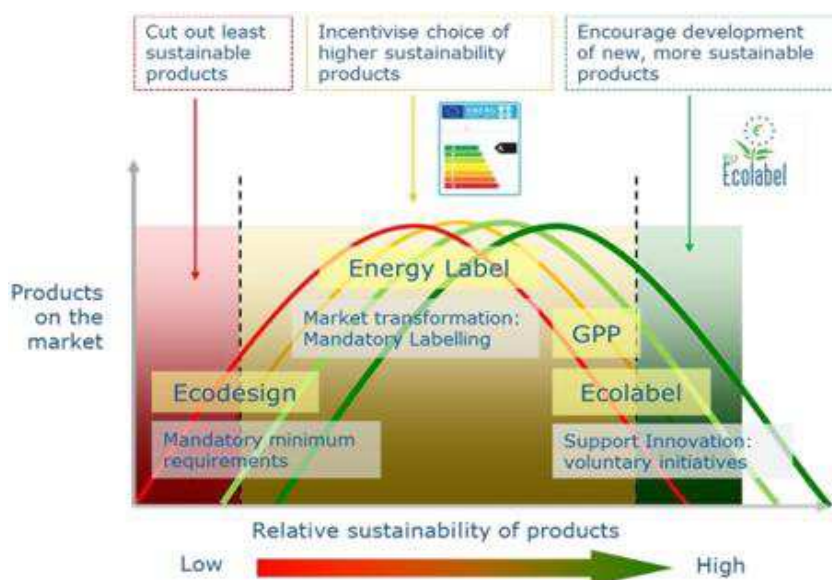 Cut out least
sustainable
products
Incentivise choice of
higher sustainability
products
Encourage development
of new, more sustainable
products
Ecolabel
Products
on the
market
Energy Label
Market transformation:
Mandatory Labelling
GPP
Ecodesign
Ecolabel
Mandatory minimum
requirements
Support Innovation:
voluntary initiatives
Relative sustainability of products
Low
High